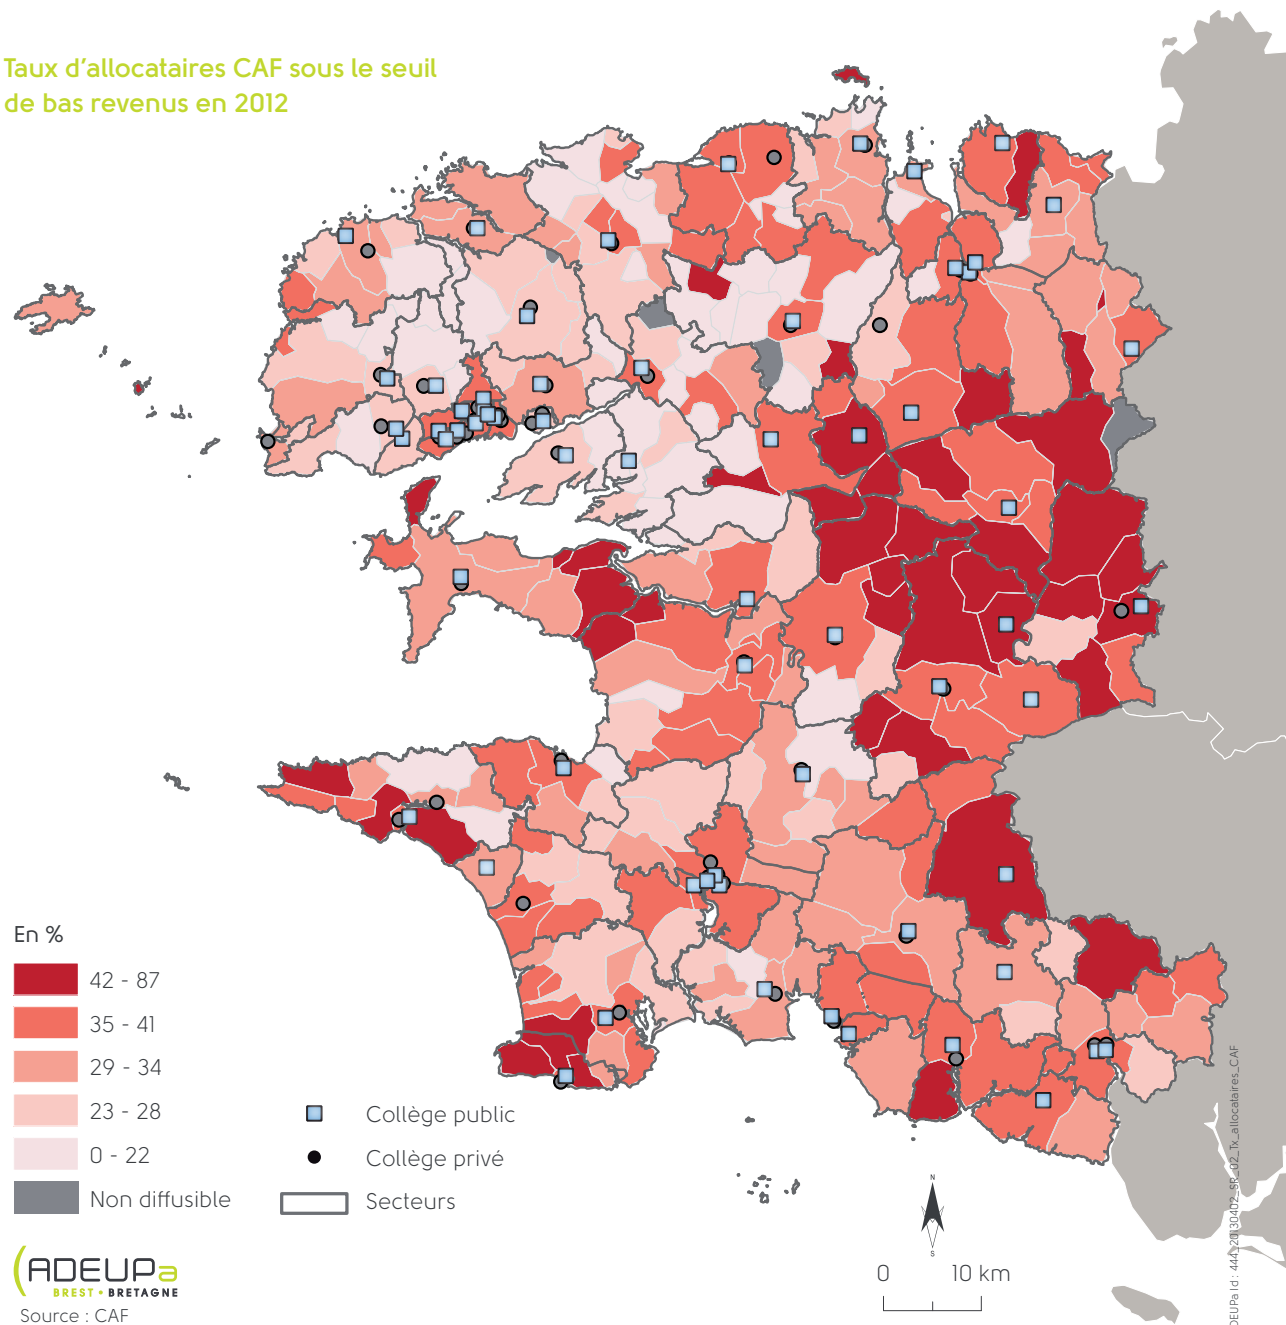 Taux d'allocataires CAF sous le seuil
de bas revenus en 2012
En %
42 - 87
35 - 41
29 - 34
23 - 28
0 - 22
Non diffusible
Collège public
Collège privé
Secteurs
N
S
0 10 km
ADEUPa
BREST • BRETAGNE
Source : CAF